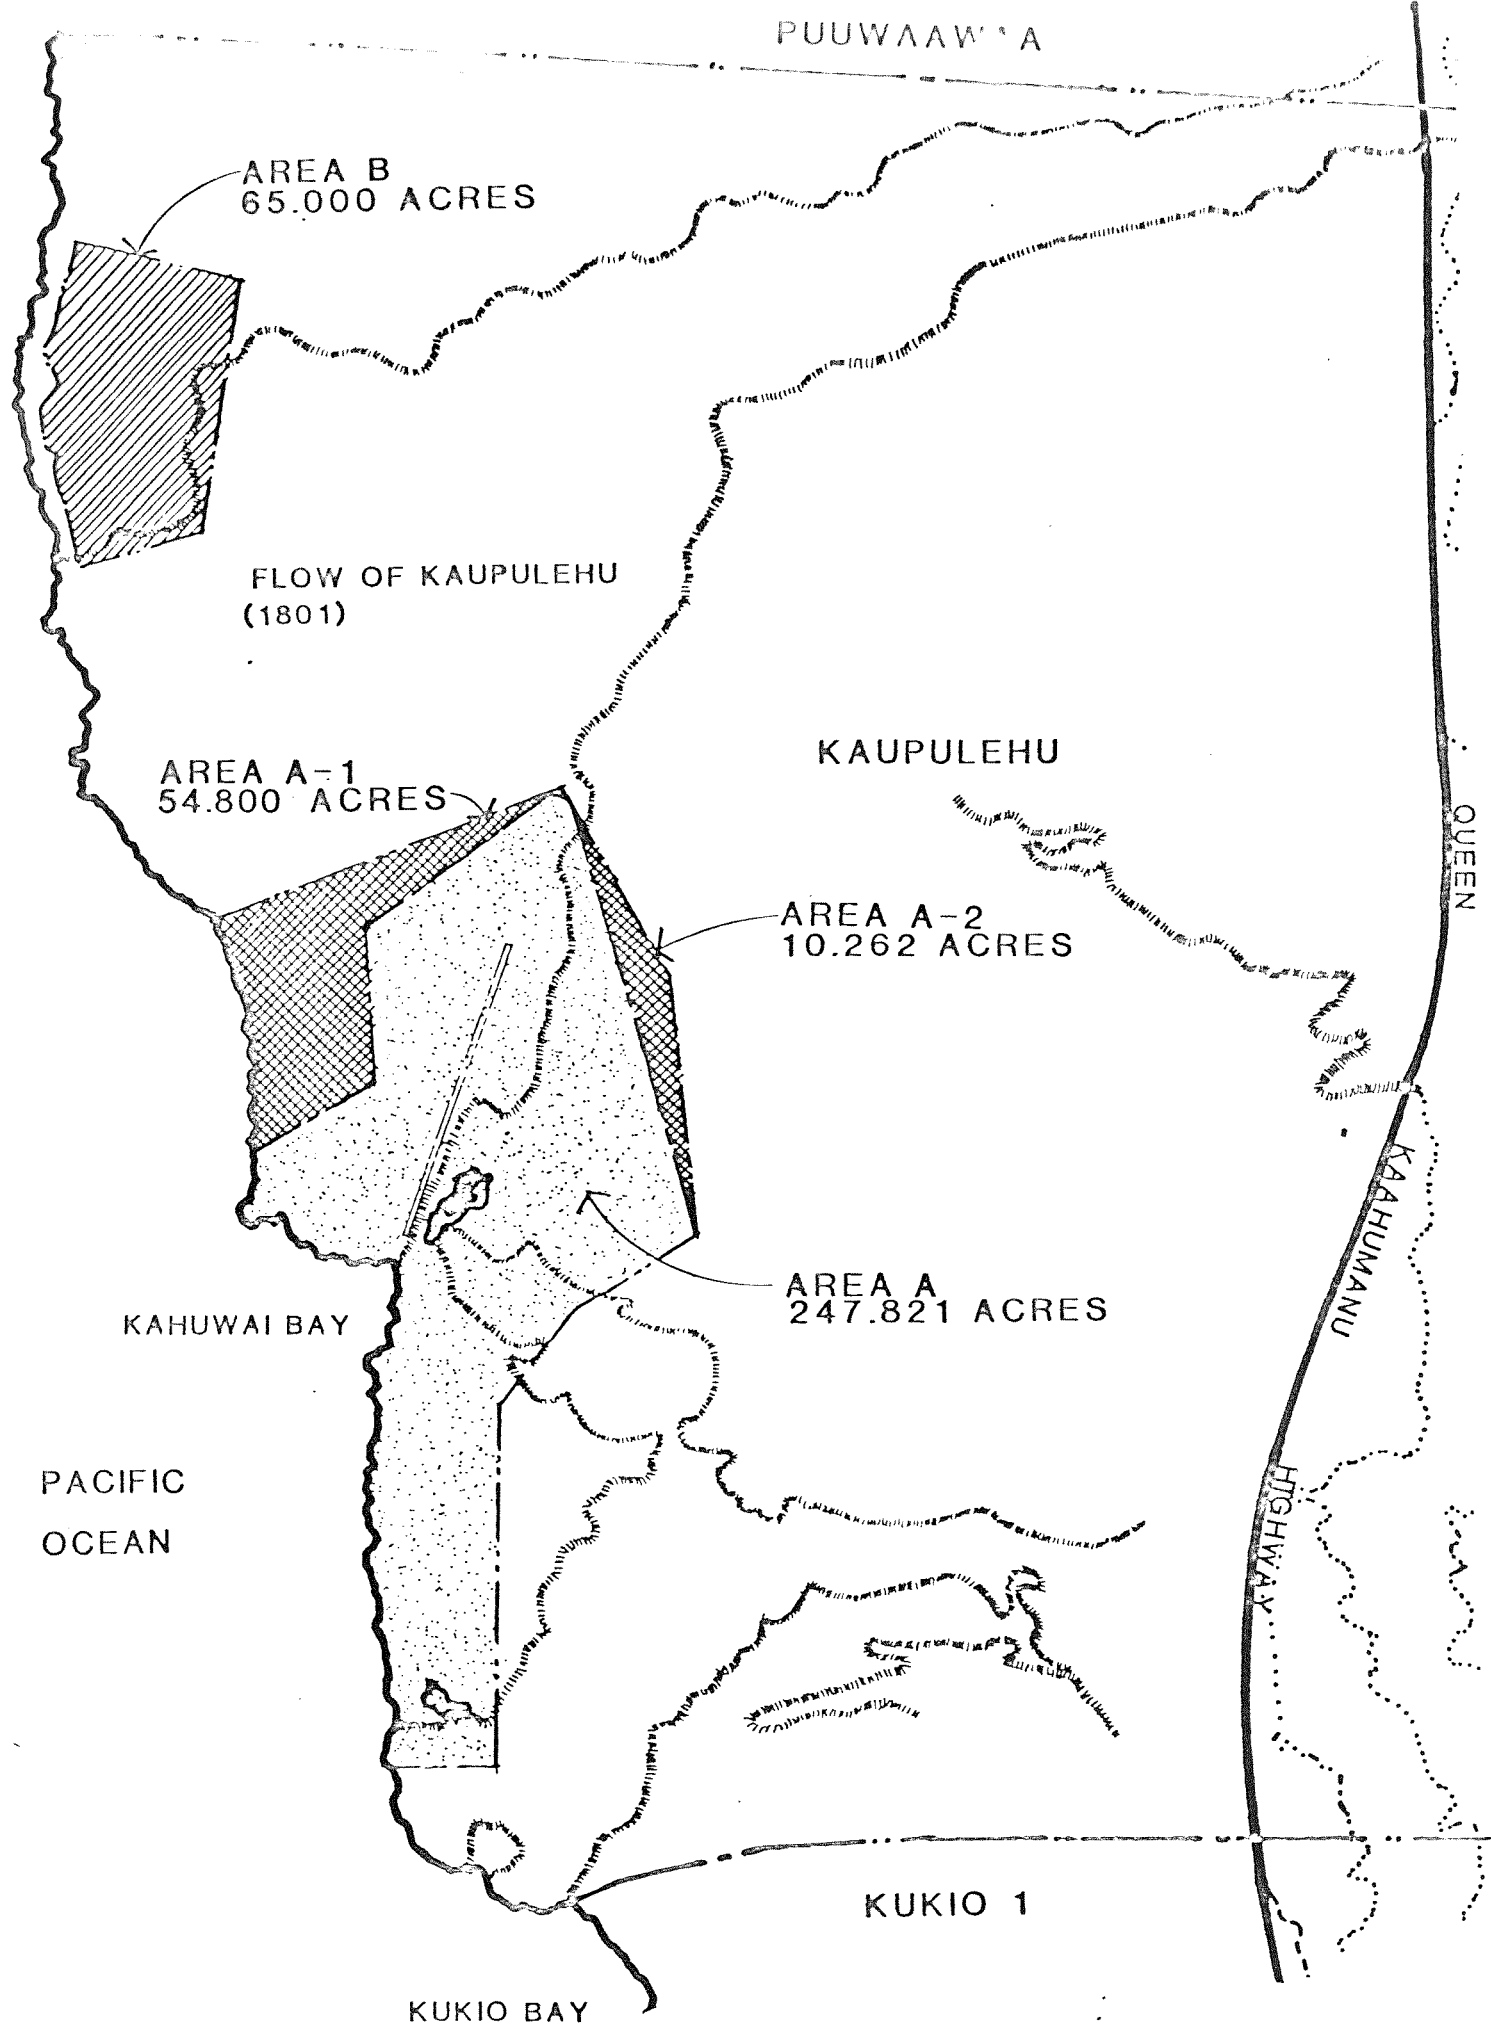 AREA B
65.000 ACRES
FLOW OF KAUPULEHU
(1801)
KAUPULEHU
AREA A-1
54.800 ACRES
QUEEN
AREA A-2
10.262 ACRES
KAAHUMANU
AREA A
247.821 ACRES
KAHUWAI BAY
PACIFIC
OCEAN
HIGHWAY
KUKIO 1
KUKIO BAY